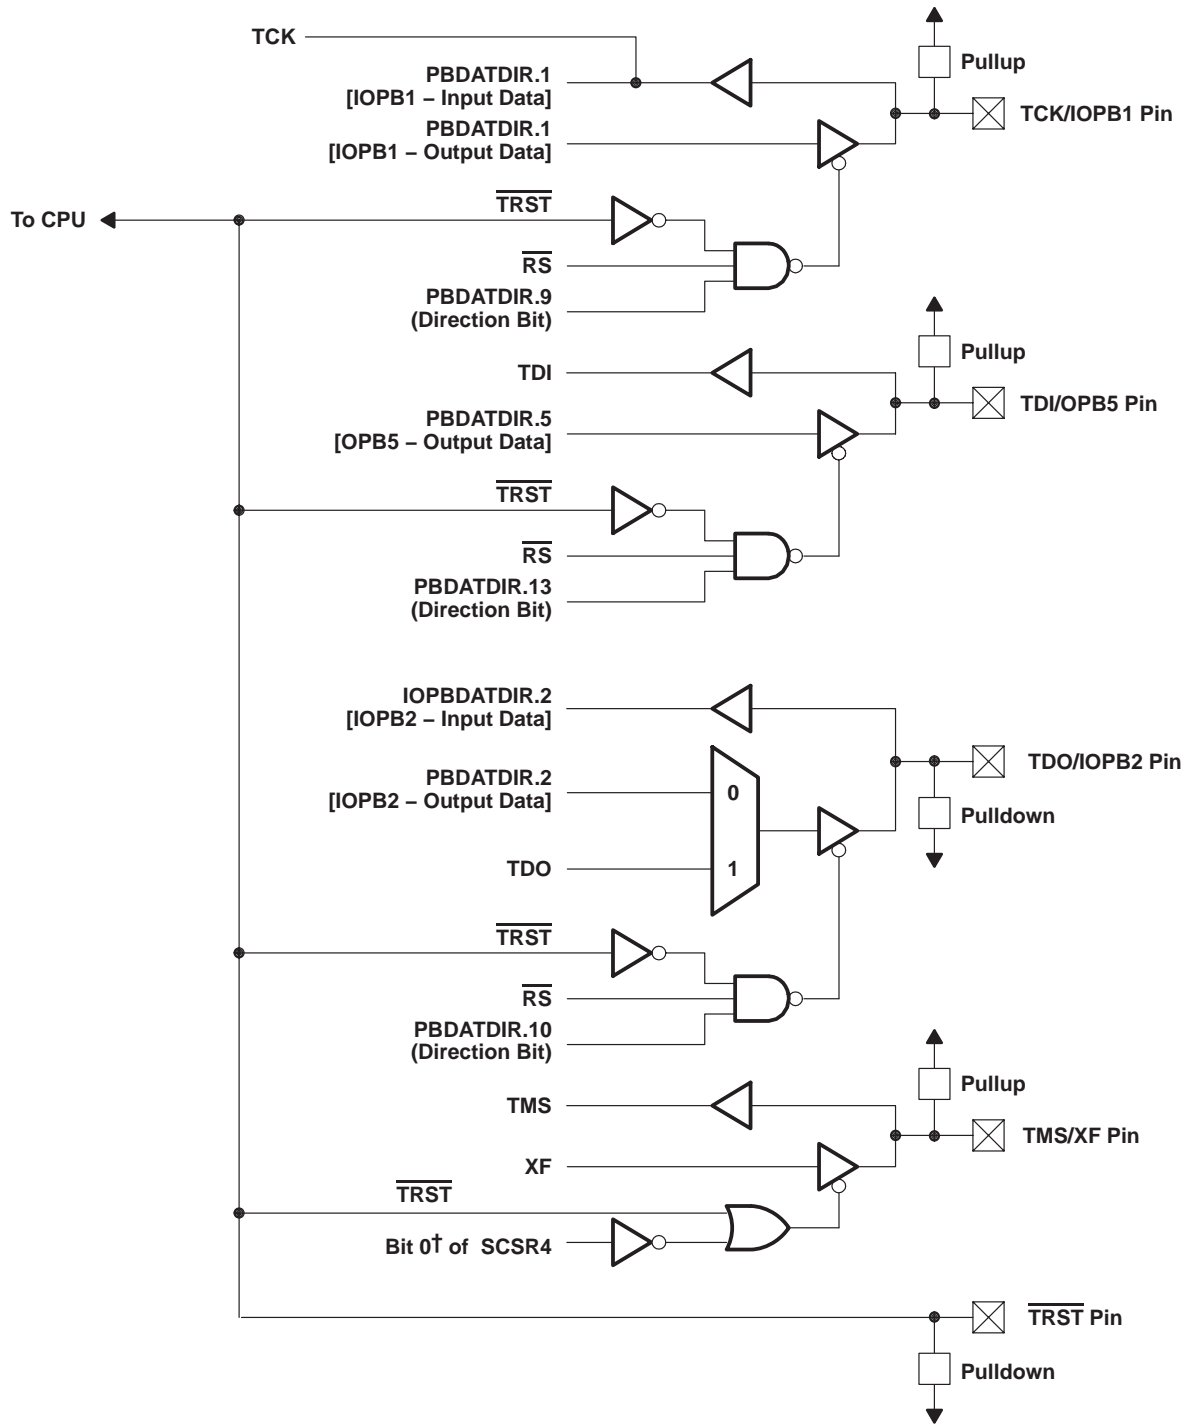 TCK
Pullup
PBDATDIR.1
[IOPB1 – Input Data]
TCK/IOPB1 Pin
PBDATDIR.1
[IOPB1 – Output Data]
TRST
To CPU
RS
PBDATDIR.9
(Direction Bit)
Pullup
TDI
TDI/OPB5 Pin
PBDATDIR.5
[OPB5 – Output Data]
TRST
RS
PBDATDIR.13
(Direction Bit)
IOPBDATDIR.2
[IOPB2 – Input Data]
TDO/IOPB2 Pin
PBDATDIR.2
[IOPB2 – Output Data]
0
Pulldown
TDO
1
TRST
RS
PBDATDIR.10
(Direction Bit)
Pullup
TMS
TMS/XF Pin
XF
TRST
Bit 0† of SCSR4
TRST Pin
Pulldown